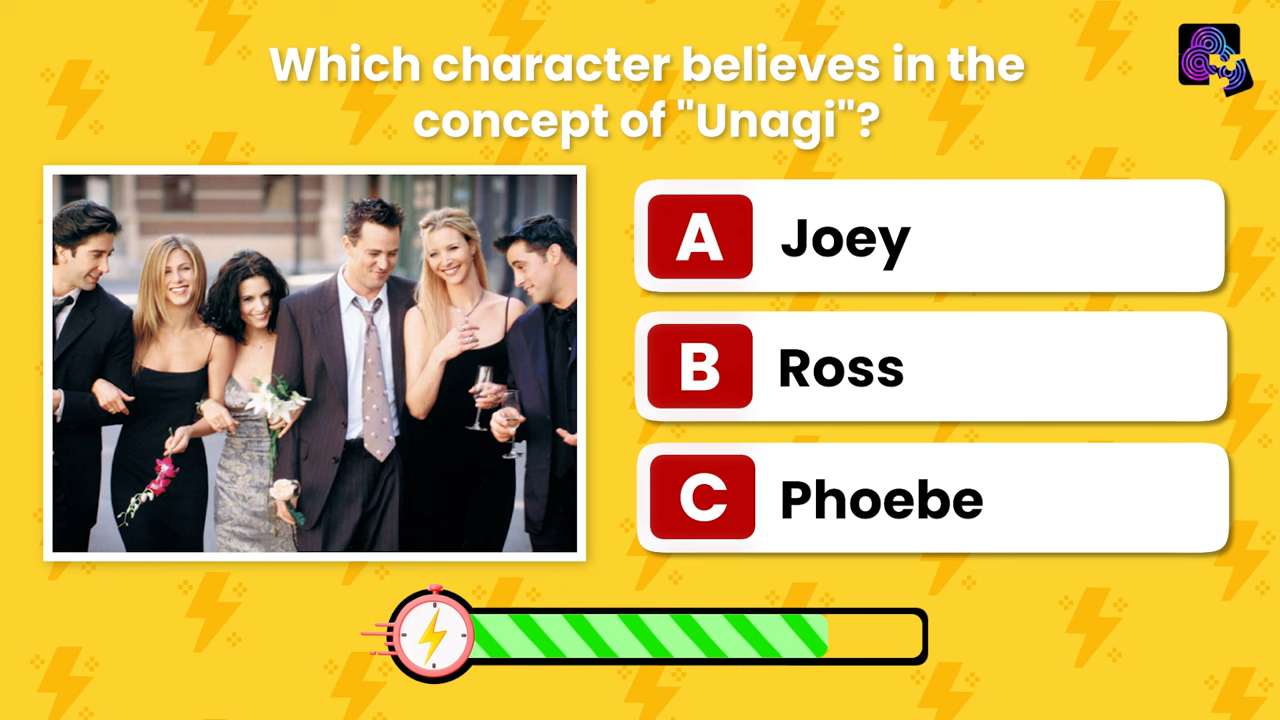 Which character believes in the
concept of "Unagi"?
A Joey
B Ross
C Phoebe